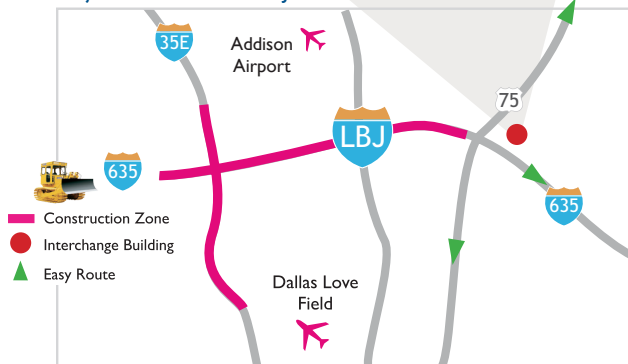 35E
Addison
Airport
75
LBJ
635
635
Construction Zone
Interchange Building
Easy Route
Dallas Love
Field